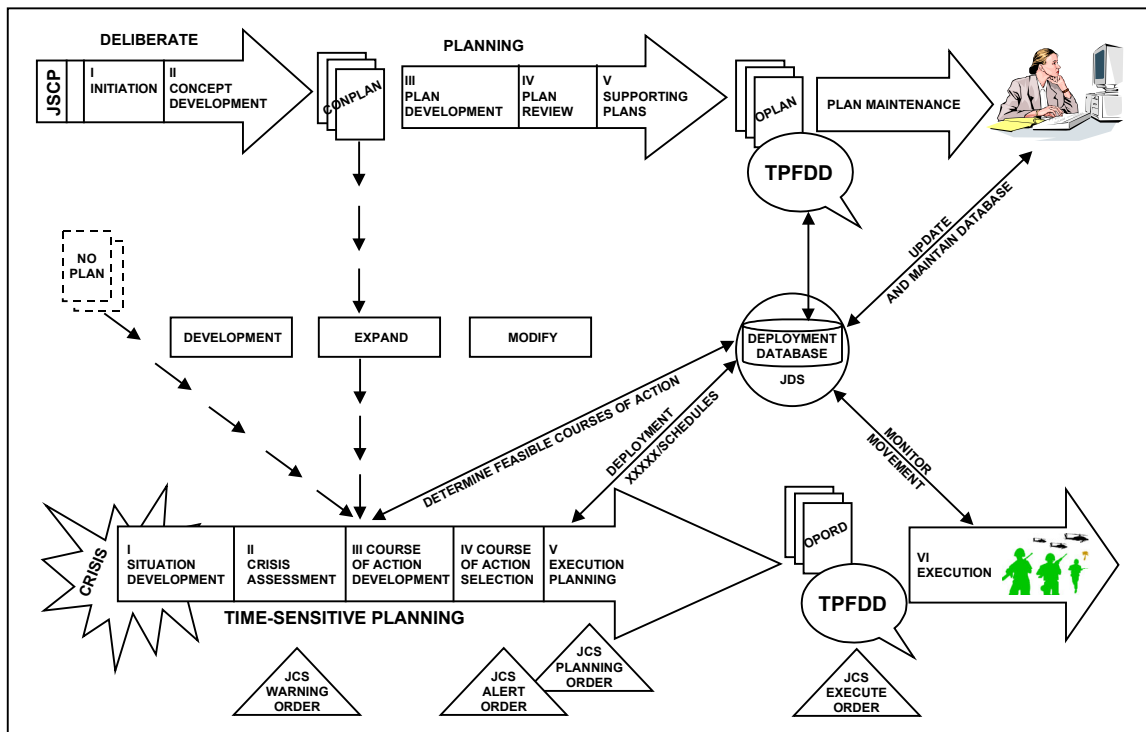 DELIBERATE
PLANNING
JSCP
I
INITIATION
II
CONCEPT
DEVELOPMENT
CONPLAN
III
PLAN
DEVELOPMENT
IV
PLAN
REVIEW
V
SUPPORTING
PLANS
OPLAN
TPFDD
PLAN MAINTENANCE
UPDATE
AND MAINTAIN DATABASE
NO
PLAN
DEVELOPMENT
EXPAND
MODIFY
DEPLOYMENT
DATABASE
JDS
DETERMINE FEASIBLE COURSES OF ACTION
DEPLOYMENT
XXXXX/SCHEDULES
MONITOR
MOVEMENT
CRISIS
I
SITUATION
DEVELOPMENT
II
CRISIS
ASSESSMENT
III COURSE
OF ACTION
DEVELOPMENT
IV COURSE
OF ACTION
SELECTION
V
EXECUTION
PLANNING
OPORD
TPFDD
VI
EXECUTION
TIME-SENSITIVE PLANNING
JCS
WARNING
ORDER
JCS
ALERT
ORDER
JCS
PLANNING
ORDER
JCS
EXECUTE
ORDER